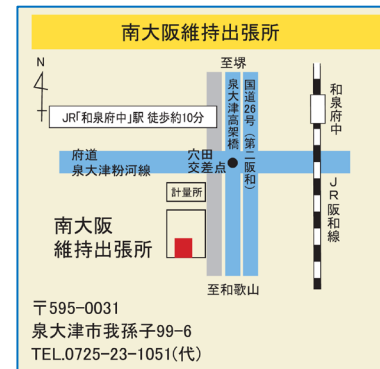 南大阪維持出張所
至堺
N
JR「和泉府中」駅 徒歩約10分
泉大津高架橋
国道26号(第二阪和)
和泉府中
JR阪和線
府道
泉大津粉河線
穴田
交差点
計量所
南大阪
維持出張所
至和歌山
〒595-0031
泉大津市我孫子99-6
TEL.0725-23-1051(代)